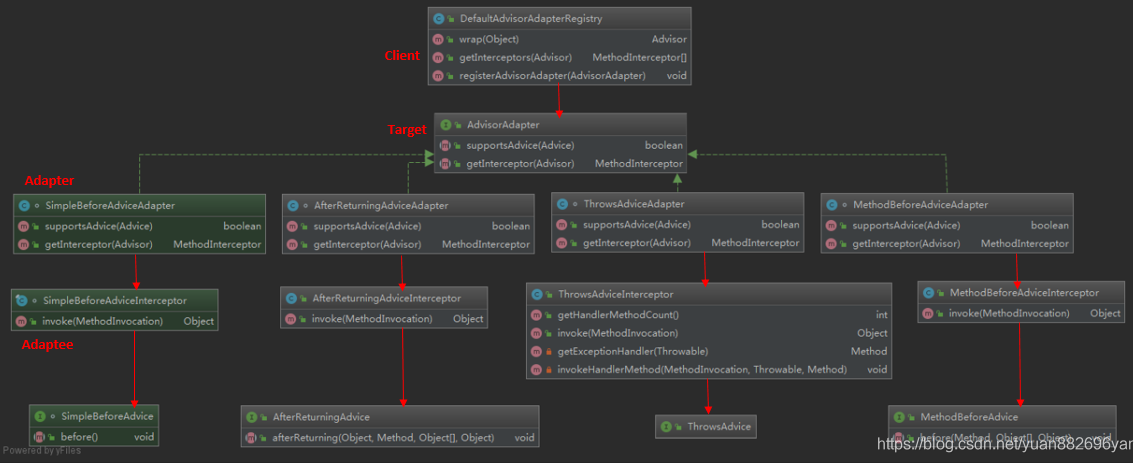 DefaultAdvisorAdapterRegistry
wrap(Object) Advisor
Client
getInterceptors(Advisor) MethodInterceptor[]
registerAdvisorAdapter(AdvisorAdapter) void
Target
AdvisorAdapter
supportsAdvice(Advice) boolean
getInterceptor(Advisor) MethodInterceptor
Adapter
SimpleBeforeAdviceAdapter
supportsAdvice(Advice) boolean
getInterceptor(Advisor) MethodInterceptor
AfterReturningAdviceAdapter
supportsAdvice(Advice) boolean
getInterceptor(Advisor) MethodInterceptor
ThrowsAdviceAdapter
supportsAdvice(Advice) boolean
getInterceptor(Advisor) MethodInterceptor
MethodBeforeAdviceAdapter
supportsAdvice(Advice) boolean
getInterceptor(Advisor) MethodInterceptor
SimpleBeforeAdviceInterceptor
invoke(MethodInvocation) Object
Adaptee
AfterReturningAdviceInterceptor
invoke(MethodInvocation) Object
ThrowsAdviceInterceptor
getHandlerMethodCount() int
invoke(MethodInvocation) Object
getExceptionHandler(Throwable) Method
invokeHandlerMethod(MethodInvocation, Throwable, Method) void
MethodBeforeAdviceInterceptor
invoke(MethodInvocation) Object
SimpleBeforeAdvice
before() void
AfterReturningAdvice
afterReturning(Object, Method, Object[], Object) void
ThrowsAdvice
MethodBeforeAdvice
before(Method, Object[], Object) void
Powered by yFiles
https://blog.csdn.net/yuan882696yan